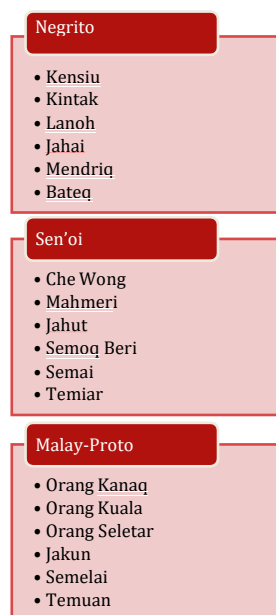 Negrito
• Kensiu
• Kintak
• Lanoh
• Jahai
• Mendriq
• Bateq
Sen’oi
• Che Wong
• Mahmeri
• Jahut
• Semoq Beri
• Semai
• Temiar
Malay-Proto
• Orang Kanaq
• Orang Kuala
• Orang Seletar
• Jakun
• Semelai
• Temuan